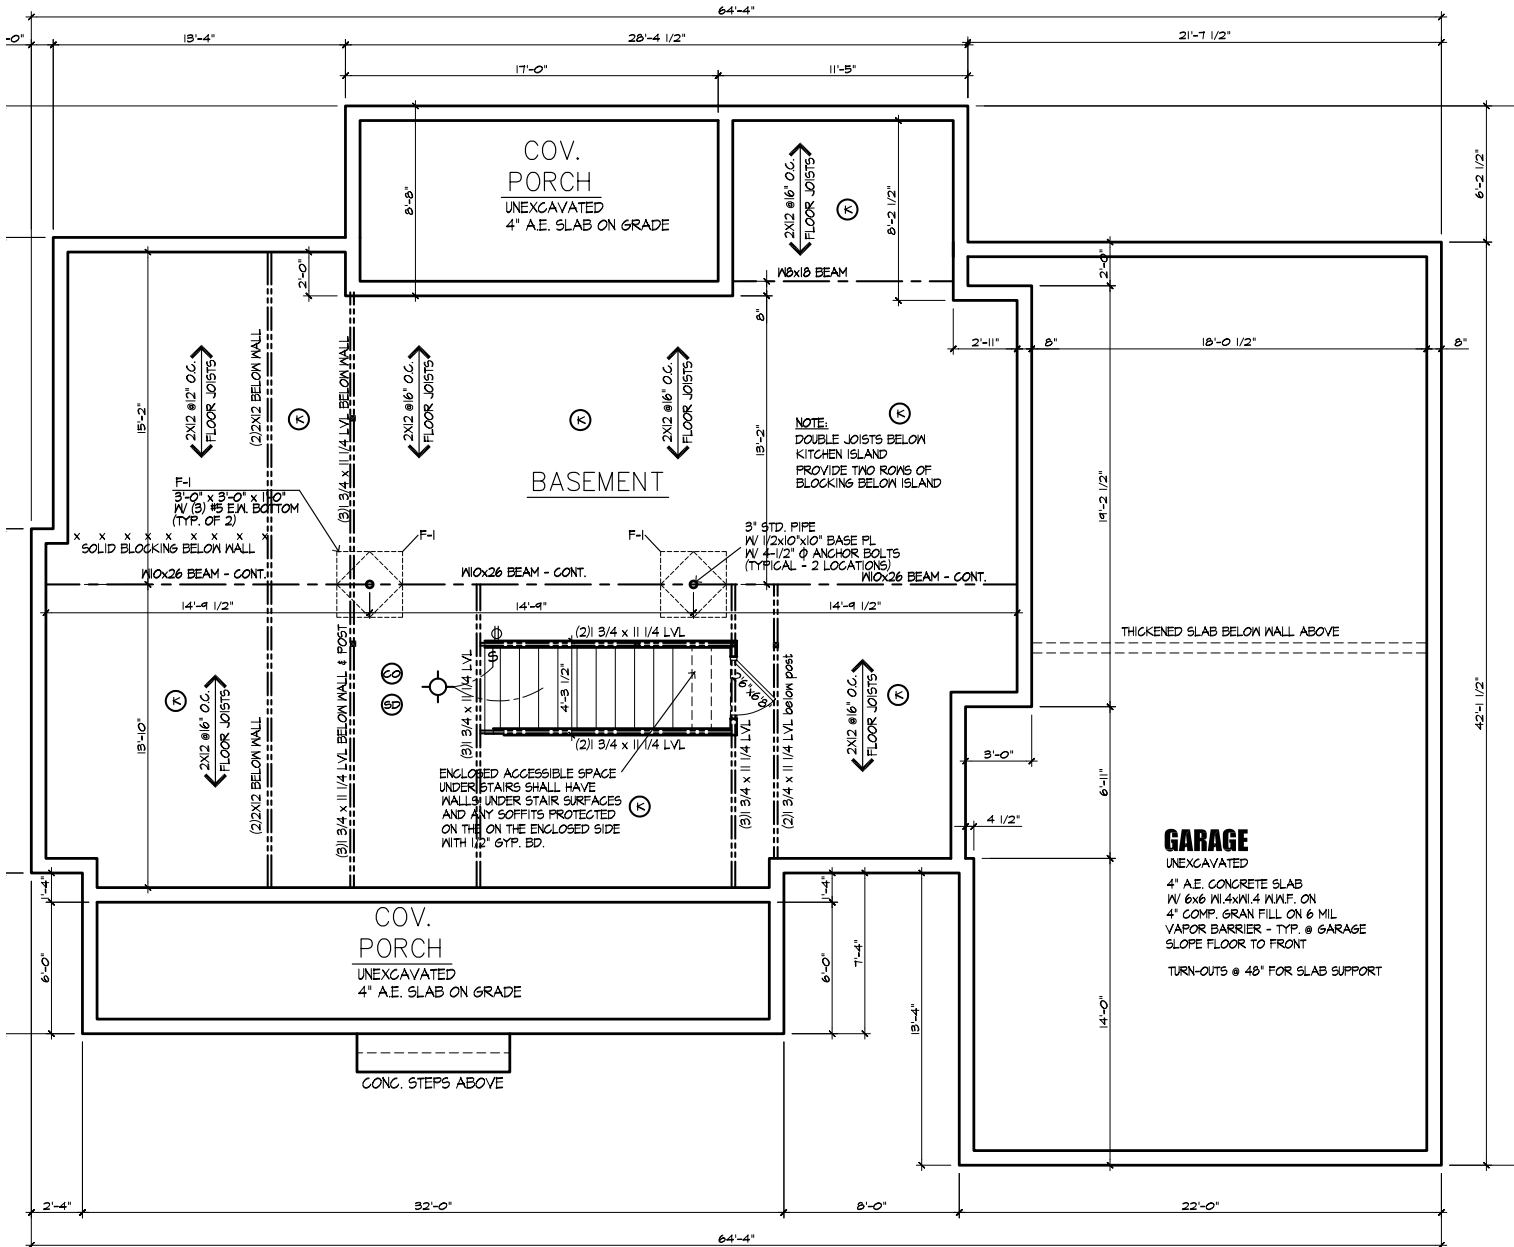 64'-4"
-0"
13'-4"
28'-4 1/2"
21'-7 1/2"
17'-0"
11'-5"
COV.
PORCH
UNEXCAVATED
4" A.E. SLAB ON GRADE
8'-8"
2X12 @16" O.C.
FLOOR JOISTS
K
8'-2 1/2"
6'-2 1/2"
W8x18 BEAM
2'-0"
2'-0"
8"
2'-11"
8"
18'-0 1/2"
8"
15'-2"
2X12 @12" O.C.
FLOOR JOISTS
(2)2X12 BELOW WALL
K
(3)1 3/4 x 11 1/4 LVL BELOW WALL
2X12 @16" O.C.
FLOOR JOISTS
K
2X12 @16" O.C.
FLOOR JOISTS
13'-2"
K
NOTE:
DOUBLE JOISTS BELOW
KITCHEN ISLAND
PROVIDE TWO ROWS OF
BLOCKING BELOW ISLAND
BASEMENT
19'-2 1/2"
F-1
3'-0" x 3'-0" x 1'-0"
W/ (3) #5 E.W. BOTTOM
(TYP. OF 2)
x x x x x x x x x
SOLID BLOCKING BELOW WALL
F-1
F-1
3" STD. PIPE
W/ 1/2x10"x10" BASE PL
W/ 4-1/2" Φ ANCHOR BOLTS
(TYPICAL - 2 LOCATIONS)
W10x26 BEAM - CONT.
W10x26 BEAM - CONT.
W10x26 BEAM - CONT.
14'-9 1/2"
14'-9"
14'-9 1/2"
THICKENED SLAB BELOW WALL ABOVE
(2)1 3/4 x 11 1/4 LVL
S
CO
SD
4'-3 1/2"
2'6"x6'8"
(2)1 3/4 x 11 1/4 LVL
13'-10"
K
2X12 @16" O.C.
FLOOR JOISTS
(2)2X12 BELOW WALL
(3)1 3/4 x 11 1/4 LVL BELOW WALL & POST
(3)1 3/4 x 11 1/4 LVL
(3)1 3/4 x 11 1/4 LVL
(2)1 3/4 x 11 1/4 LVL below post
2X12 @16" O.C.
FLOOR JOISTS
K
42'-1 1/2"
3'-0"
6'-11"
4 1/2"
ENCLOSED ACCESSIBLE SPACE
UNDER STAIRS SHALL HAVE
WALLS, UNDER STAIR SURFACES
AND ANY SOFFITS PROTECTED
ON THE ON THE ENCLOSED SIDE
WITH 1/2" GYP. BD.
K
GARAGE
UNEXCAVATED
4" A.E. CONCRETE SLAB
W/ 6x6 W1.4xW1.4 W.W.F. ON
4" COMP. GRAN FILL ON 6 MIL
VAPOR BARRIER - TYP. @ GARAGE
SLOPE FLOOR TO FRONT
TURN-OUTS @ 48" FOR SLAB SUPPORT
1'-4"
1'-4"
COV.
PORCH
UNEXCAVATED
4" A.E. SLAB ON GRADE
6'-0"
6'-0"
7'-4"
13'-4"
14'-0"
CONC. STEPS ABOVE
2'-4"
32'-0"
8'-0"
22'-0"
64'-4"